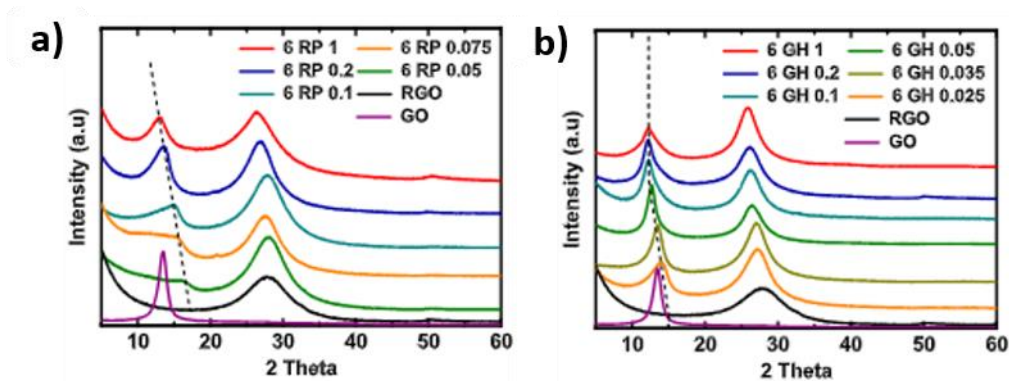 a)
6 RP 1
6 RP 0.075
6 RP 0.2
6 RP 0.05
6 RP 0.1
RGO
GO
Intensity (a.u)
10 20 30 40 50 60
2 Theta
b)
6 GH 1
6 GH 0.05
6 GH 0.2
6 GH 0.035
6 GH 0.1
6 GH 0.025
RGO
GO
Intensity (a.u)
10 20 30 40 50 60
2 Theta